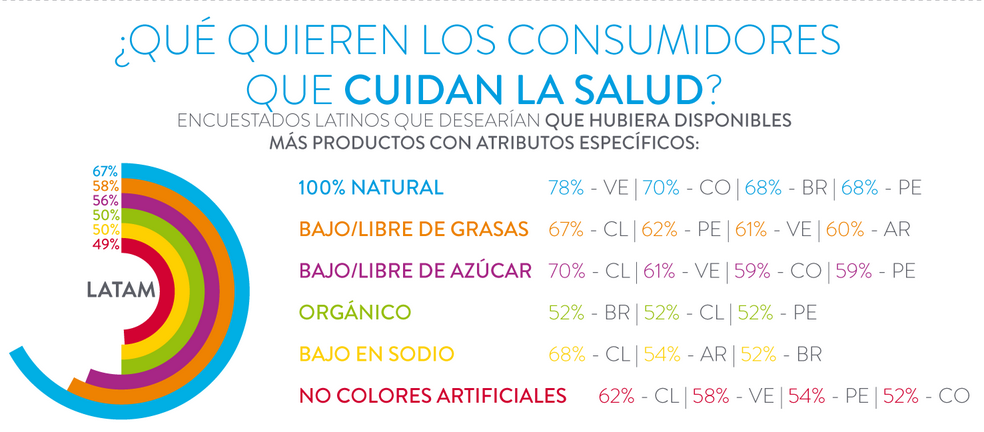 ¿QUÉ QUIEREN LOS CONSUMIDORES
QUE CUIDAN LA SALUD?
ENCUESTADOS LATINOS QUE DESEARÍAN QUE HUBIERA DISPONIBLES
MÁS PRODUCTOS CON ATRIBUTOS ESPECÍFICOS:
67%
58%
56%
50%
50%
49%
LATAM
100% NATURAL 78% - VE | 70% - CO | 68% - BR | 68% - PE
BAJO/LIBRE DE GRASAS 67% - CL | 62% - PE | 61% - VE | 60% - AR
BAJO/LIBRE DE AZÚCAR 70% - CL | 61% - VE | 59% - CO | 59% - PE
ORGÁNICO 52% - BR | 52% - CL | 52% - PE
BAJO EN SODIO 68% - CL | 54% - AR | 52% - BR
NO COLORES ARTIFICIALES 62% - CL | 58% - VE | 54% - PE | 52% - CO